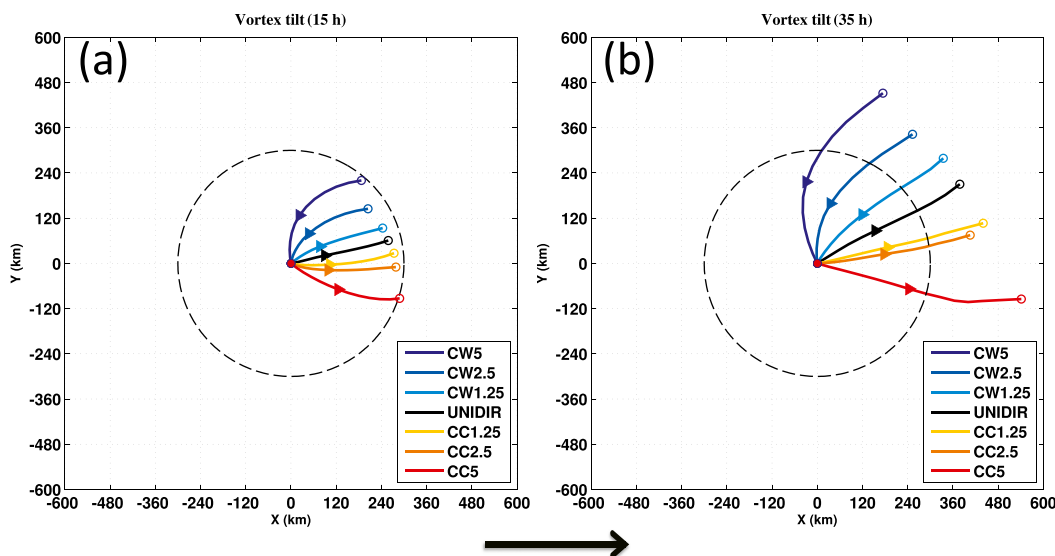 Vortex tilt (15 h)
(a)
600
480
360
240
120
0
-120
-240
-360
-480
-600
Y (km)
-600 -480 -360 -240 -120 0 120 240 360 480 600
X (km)
CW5
CW2.5
CW1.25
UNIDIR
CC1.25
CC2.5
CC5
Vortex tilt (35 h)
(b)
600
480
360
240
120
0
-120
-240
-360
-480
-600
Y (km)
-600 -480 -360 -240 -120 0 120 240 360 480 600
X (km)
CW5
CW2.5
CW1.25
UNIDIR
CC1.25
CC2.5
CC5